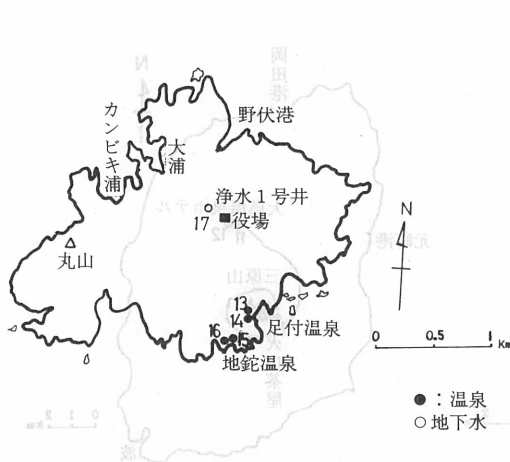 野伏港
カンビキ浦
大浦
浄水1号井
17
役場
N
丸山
13
14
足付温泉
16
15
地鉈温泉
0 0.5 1 Km
●:温泉
○地下水